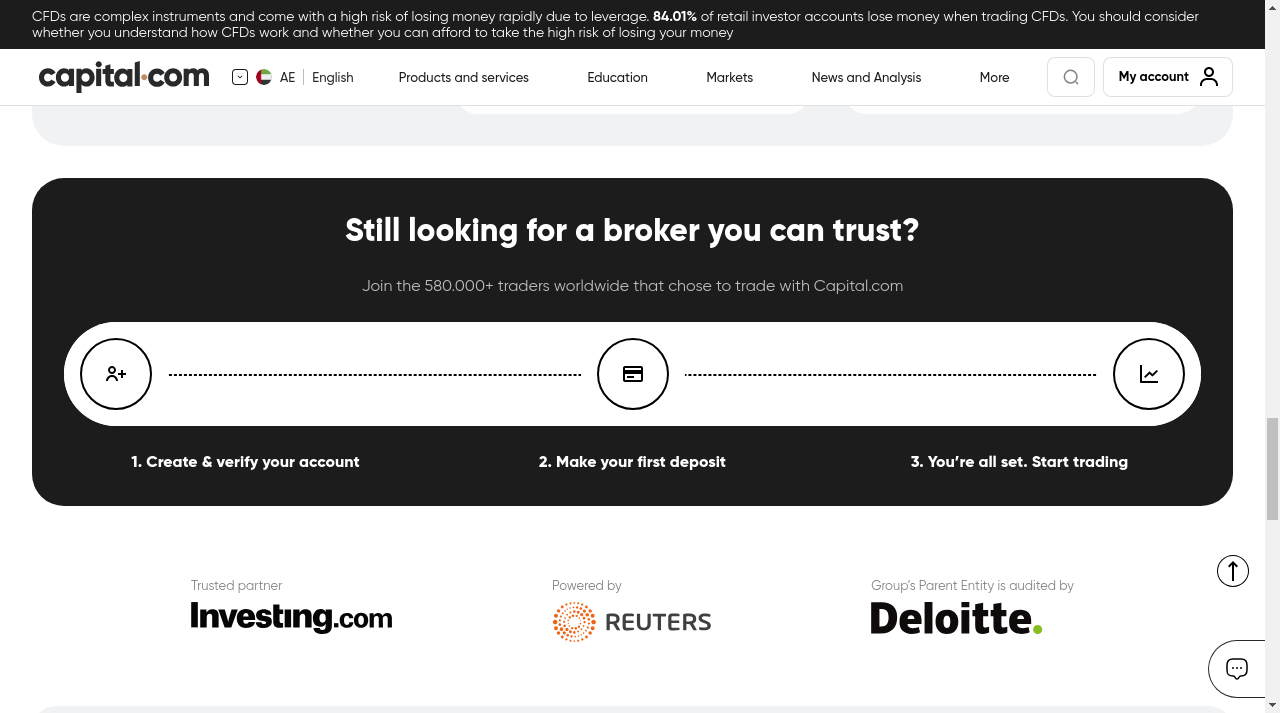 CFDs are complex instruments and come with a high risk of losing money rapidly due to leverage. 84.01% of retail investor accounts lose money when trading CFDs. You should consider
whether you understand how CFDs work and whether you can afford to take the high risk of losing your money
capital.com AE English Products and services Education Markets News and Analysis More My account
Still looking for a broker you can trust?
Join the 580.000+ traders worldwide that chose to trade with Capital.com
1. Create & verify your account 2. Make your first deposit 3. You’re all set. Start trading
Trusted partner Powered by Group’s Parent Entity is audited by
Investing.com REUTERS Deloitte.